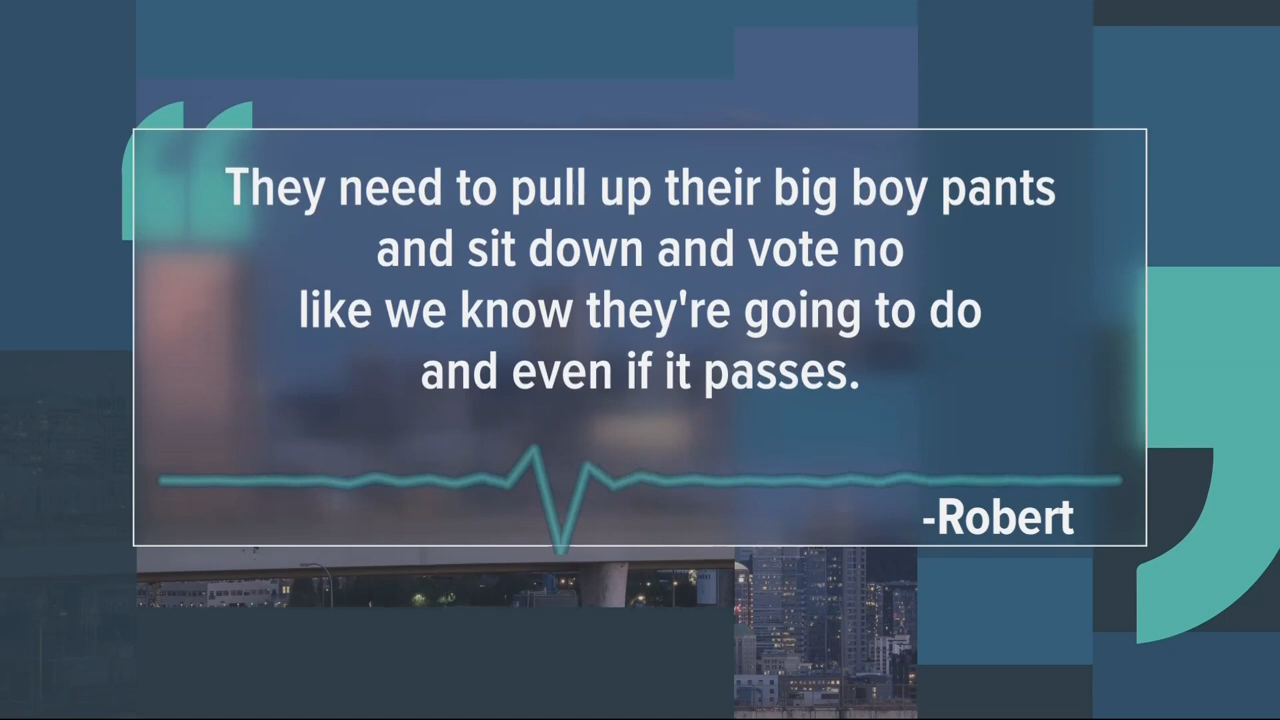 They need to pull up their big boy pants
and sit down and vote no
like we know they're going to do
and even if it passes.
-Robert